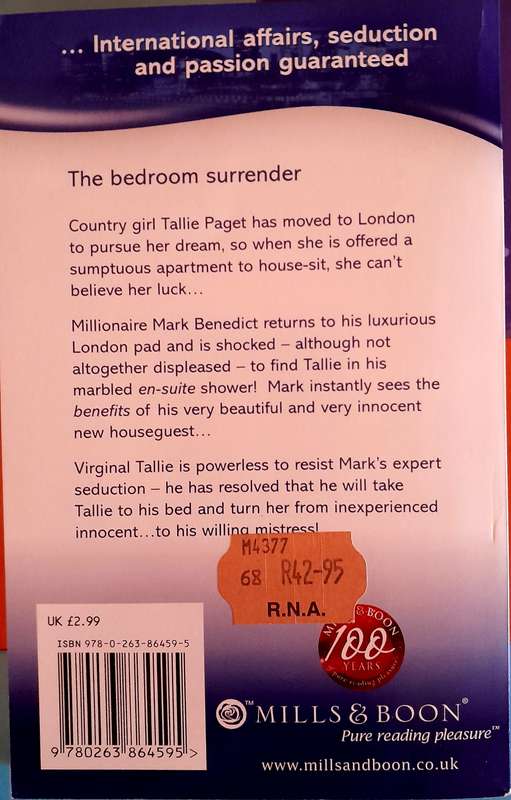 ... International affairs, seduction
and passion guaranteed
The bedroom surrender
Country girl Tallie Paget has moved to London
to pursue her dream, so when she is offered a
sumptuous apartment to house-sit, she can't
believe her luck...
Millionaire Mark Benedict returns to his luxurious
London pad and is shocked – although not
altogether displeased – to find Tallie in his
marbled en-suite shower! Mark instantly sees the
benefits of his very beautiful and very innocent
new houseguest...
Virginal Tallie is powerless to resist Mark's expert
seduction – he has resolved that he will take
Tallie to his bed and turn her from inexperienced
innocent...to his willing mistress!
M4377
68 R42-95
R.N.A.
UK £2.99
ISBN 978-0-263-86459-5
9 780263 864595 >
MILLS & BOON
100
YEARS
pure reading pleasure
™ MILLS & BOON®
Pure reading pleasure™
www.millsandboon.co.uk